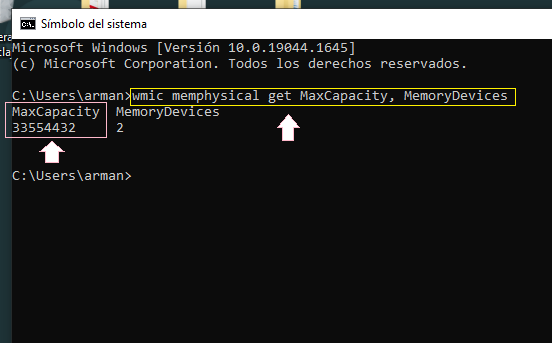 Símbolo del sistema
Microsoft Windows [Versión 10.0.19044.1645]
(c) Microsoft Corporation. Todos los derechos reservados.
C:\Users\arman>wmic memphysical get MaxCapacity, MemoryDevices
MaxCapacity MemoryDevices
33554432 2
C:\Users\arman>